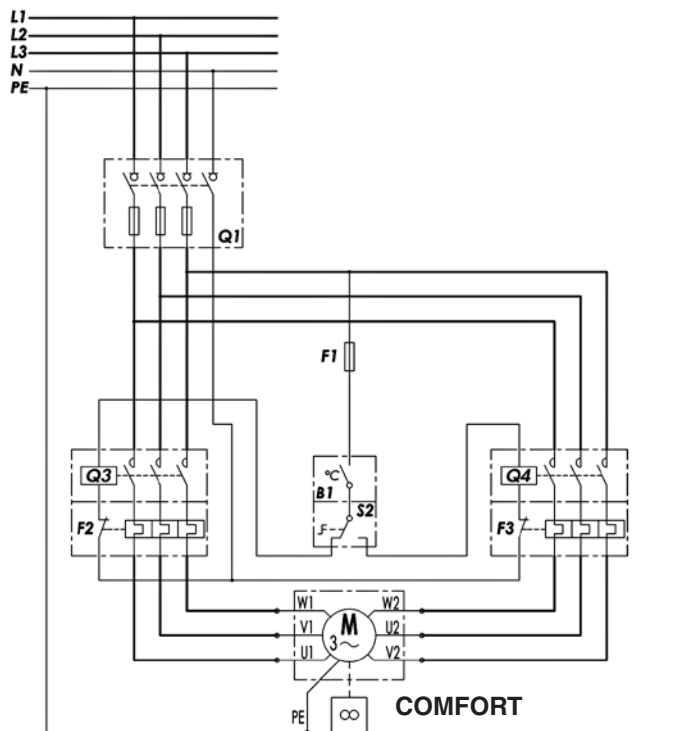 L1
L2
L3
N
PE
Q1
F1
Q3
°C
B1
S2
Q4
F2
F3
W1 W2
V1 M U2
3~
U1 V2
PE
COMFORT